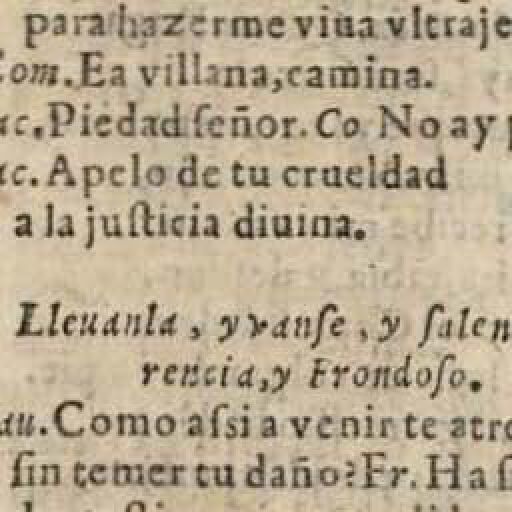 para hazerme viua vltraje
Com. Ea villana, camina.
ac. Piedad ſeñor. Co. No ay
ac. Apelo de tu crueldad
a la juſticia diuina.
Lleuanla, y vanſe, y ſalen
rencia, y Frondoſo.
au. Como aſsi a venir te atre
ſin temer tu daño? Fr. Ha ſ